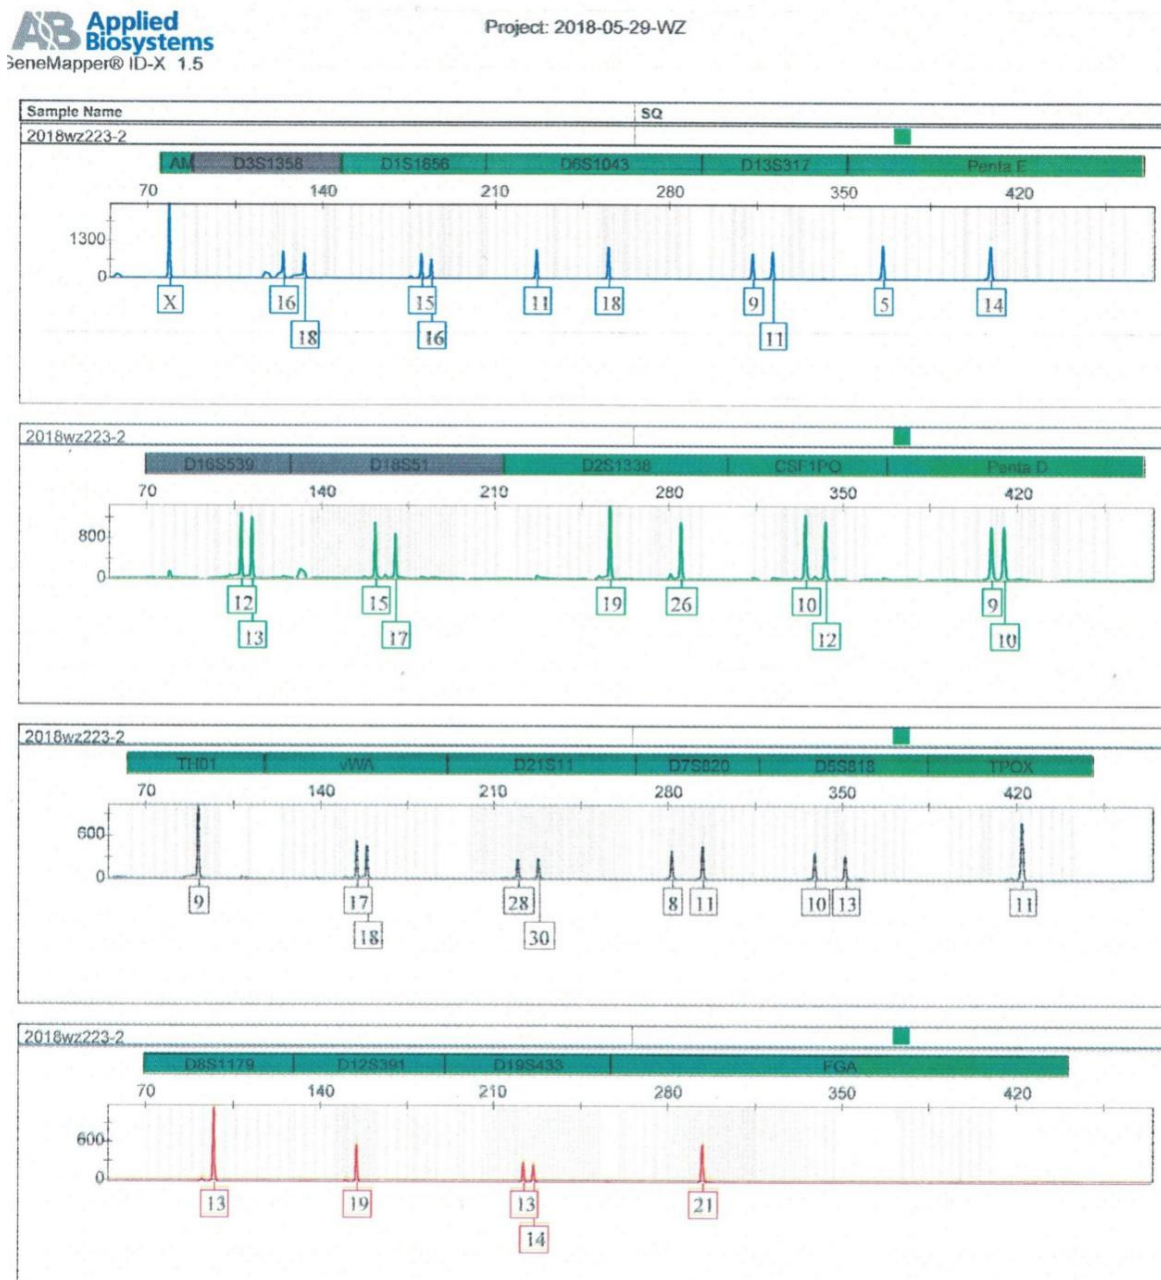 AB Applied
Biosystems
Project: 2018-05-29-WZ
GeneMapper® ID-X 1.5
Sample Name SQ
2018wz223-2
AM D3S1358 D1S1656 D6S1043 D13S317 Penta E
70 140 210 280 350 420
1300
0
X 16 15 11 18 9 5 14
18 16 11
2018wz223-2
D16S539 D18S51 D2S1338 CSF1PO Penta D
70 140 210 280 350 420
800
0
12 15 19 26 10 9
13 17 12 10
2018wz223-2
TH01 vWA D21S11 D7S820 D5S818 TPOX
70 140 210 280 350 420
600
0
9 17 28 8 11 10 13 11
18 30
2018wz223-2
D8S1179 D12S391 D19S433 FGA
70 140 210 280 350 420
600
0
13 19 13 21
14